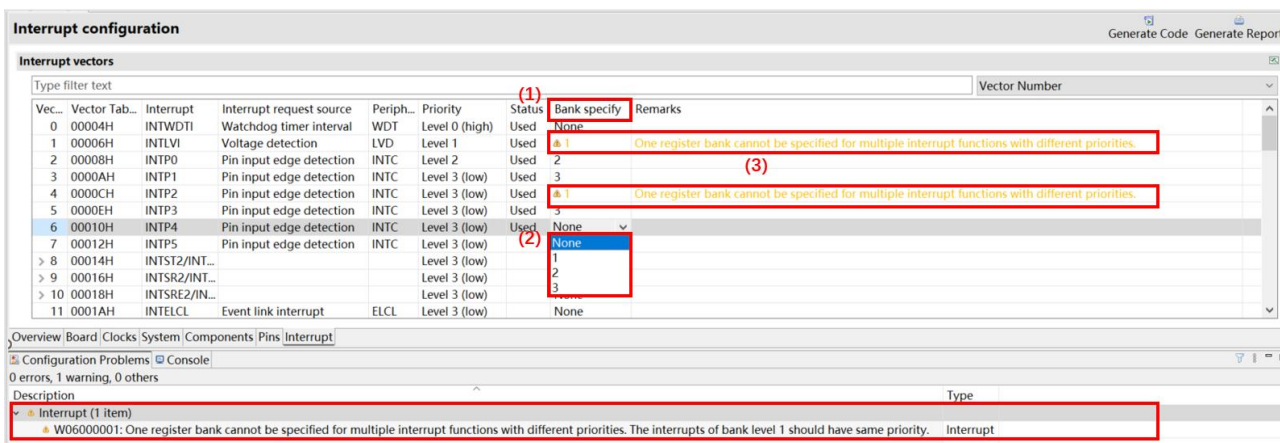 Interrupt configuration
Generate Code Generate Report
Interrupt vectors
Type filter text Vector Number
(1)
Vec... Vector Tab... Interrupt Interrupt request source Periph... Priority Status Bank specify Remarks
0 00004H INTWDTI Watchdog timer interval WDT Level 0 (high) Used None
1 00006H INTLVI Voltage detection LVD Level 1 Used 1 One register bank cannot be specified for multiple interrupt functions with different priorities.
2 00008H INTP0 Pin input edge detection INTC Level 2 Used 2
(3)
3 0000AH INTP1 Pin input edge detection INTC Level 3 (low) Used 3
4 0000CH INTP2 Pin input edge detection INTC Level 3 (low) Used 1 One register bank cannot be specified for multiple interrupt functions with different priorities.
5 0000EH INTP3 Pin input edge detection INTC Level 3 (low) Used 3
6 00010H INTP4 Pin input edge detection INTC Level 3 (low) Used None
(2)
7 00012H INTP5 Pin input edge detection INTC Level 3 (low) None
> 8 00014H INTST2/INT... Level 3 (low) 1
> 9 00016H INTSR2/INT... Level 3 (low) 2
> 10 00018H INTSRE2/IN... Level 3 (low) 3
11 0001AH INTELCL Event link interrupt ELCL Level 3 (low) None
Overview Board Clocks System Components Pins Interrupt
Configuration Problems Console
0 errors, 1 warning, 0 others
Description Type
Interrupt (1 item)
W06000001: One register bank cannot be specified for multiple interrupt functions with different priorities. The interrupts of bank level 1 should have same priority. Interrupt